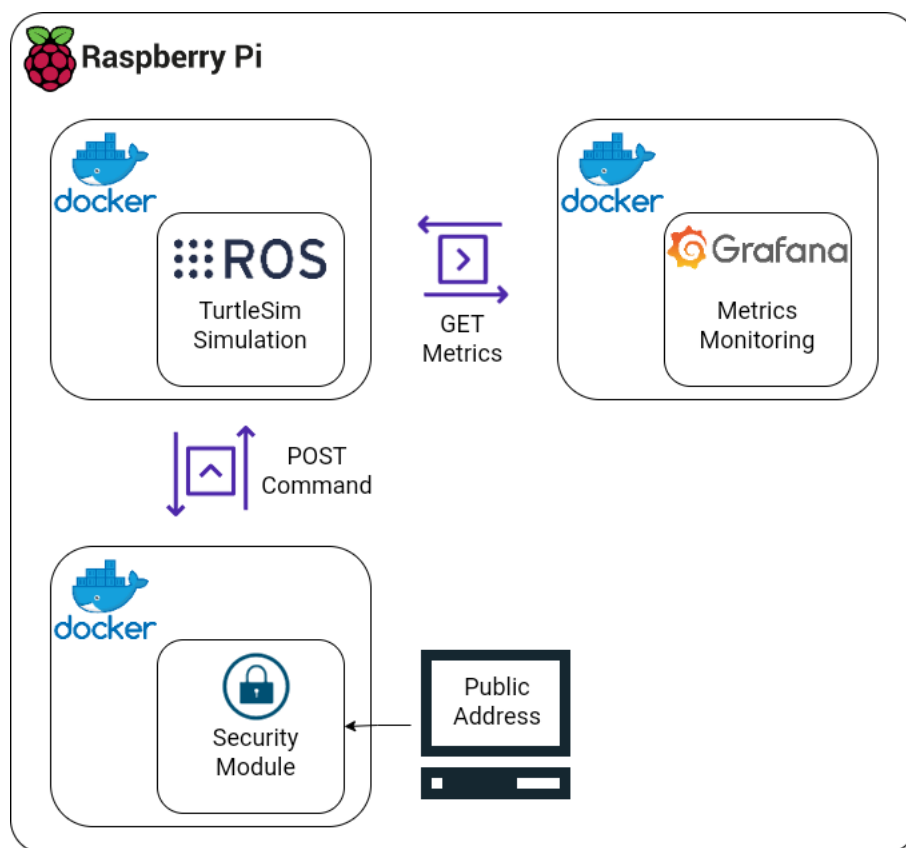 Raspberry Pi
docker
ROS
TurtleSim
Simulation
GET
Metrics
docker
Grafana
Metrics
Monitoring
POST
Command
docker
Security
Module
Public
Address